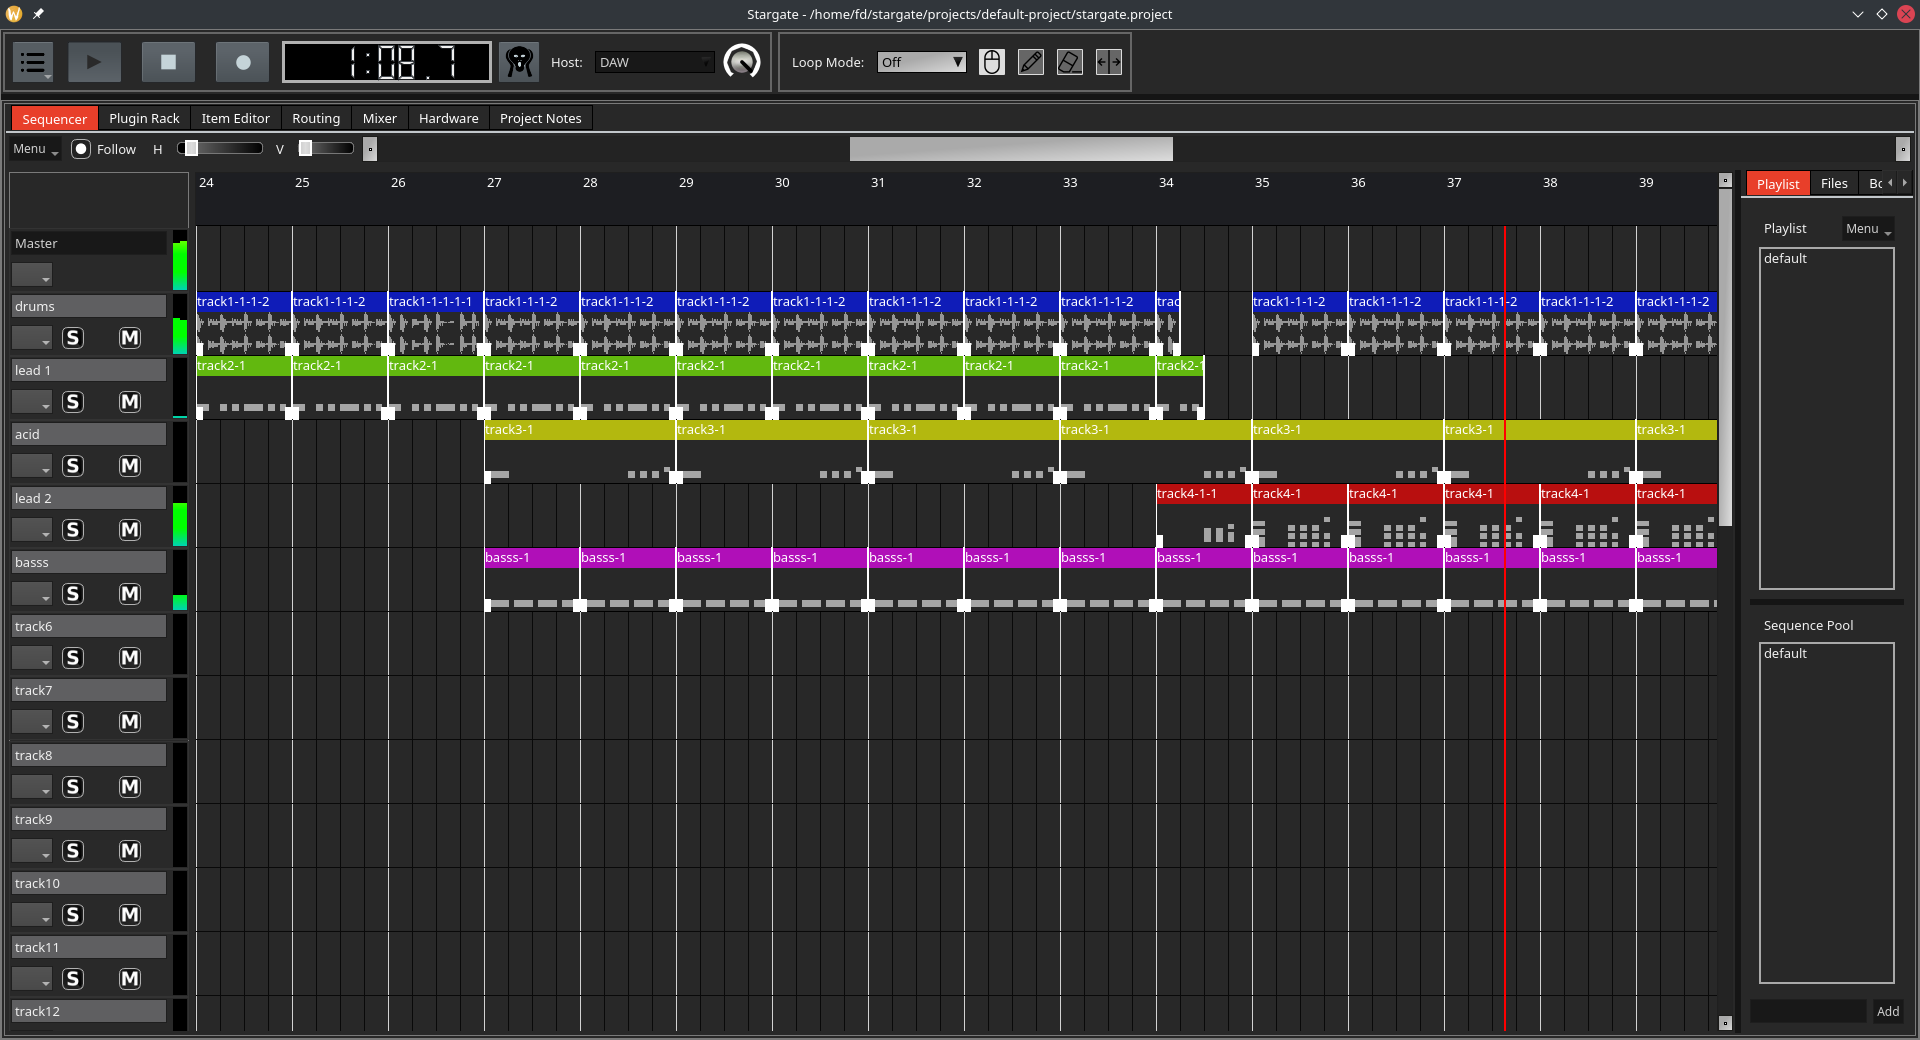 Stargate - /home/fd/stargate/projects/default-project/stargate.project
1:08.7 Host: DAW Loop Mode: Off
Sequencer Plugin Rack Item Editor Routing Mixer Hardware Project Notes
Menu Follow H V
24 25 26 27 28 29 30 31 32 33 34 35 36 37 38 39
Playlist Files
Playlist Menu
default
Master
drums
track1-1-1-2 track1-1-1-2 track1-1-1-1-1 track1-1-1-2 track1-1-1-2 track1-1-1-2 track1-1-1-2 track1-1-1-2 track1-1-1-2 track1-1-1-2 trac track1-1-1-2 track1-1-1-2 track1-1-1-2 track1-1-1-2 track1-1-1-2
S M
lead 1
track2-1 track2-1 track2-1 track2-1 track2-1 track2-1 track2-1 track2-1 track2-1 track2-1 track2-1
S M
acid
track3-1 track3-1 track3-1 track3-1 track3-1 track3-1 track3-1
S M
lead 2
track4-1-1 track4-1 track4-1 track4-1 track4-1 track4-1
S M
basss
basss-1 basss-1 basss-1 basss-1 basss-1 basss-1 basss-1 basss-1 basss-1 basss-1 basss-1 basss-1 basss-1
S M
track6
S M
track7
S M
track8
S M
track9
S M
track10
S M
track11
S M
track12
Sequence Pool
default
Add